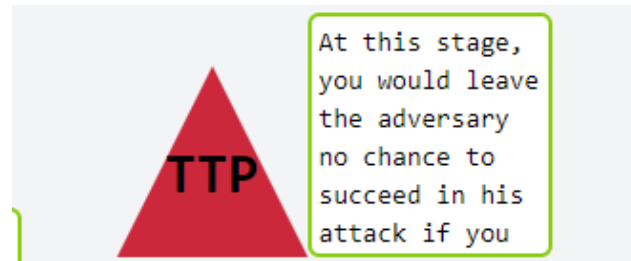 TTP
At this stage,
you would leave
the adversary
no chance to
succeed in his
attack if you